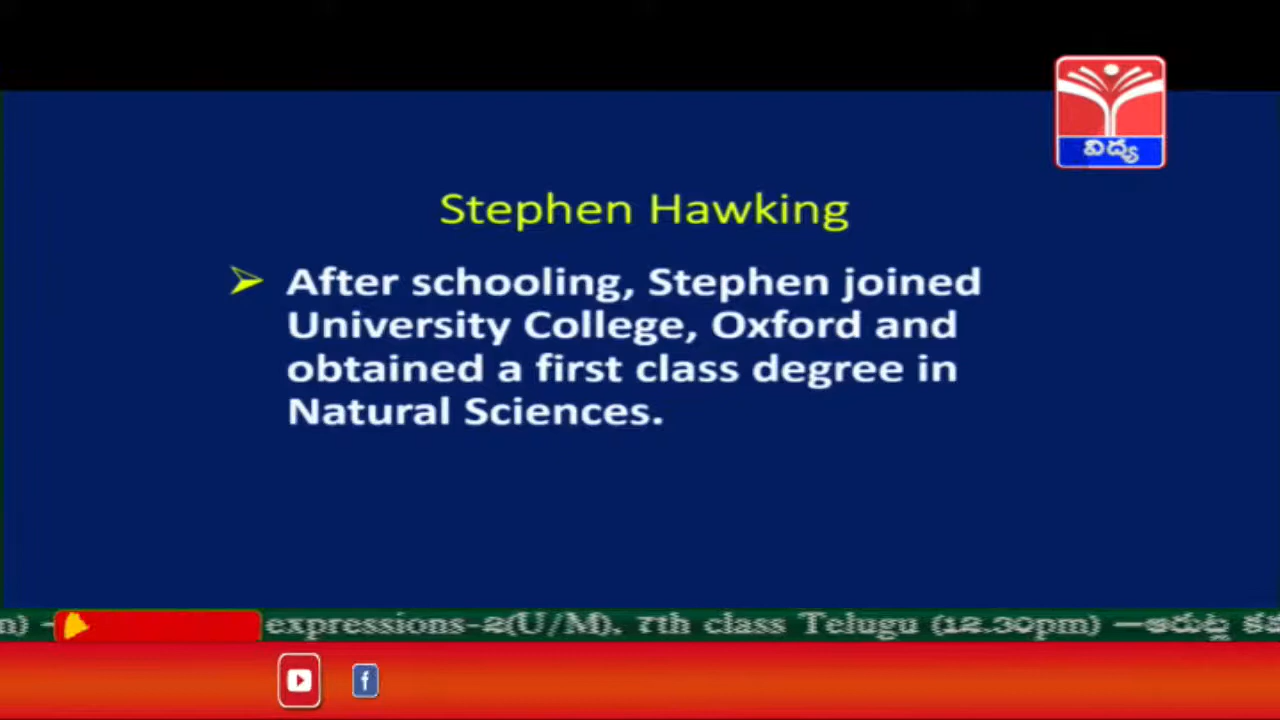 విద్య
Stephen Hawking
After schooling, Stephen joined
University College, Oxford and
obtained a first class degree in
Natural Sciences.
expressions-2(U/M). 7th class Telugu (12.30pm) –